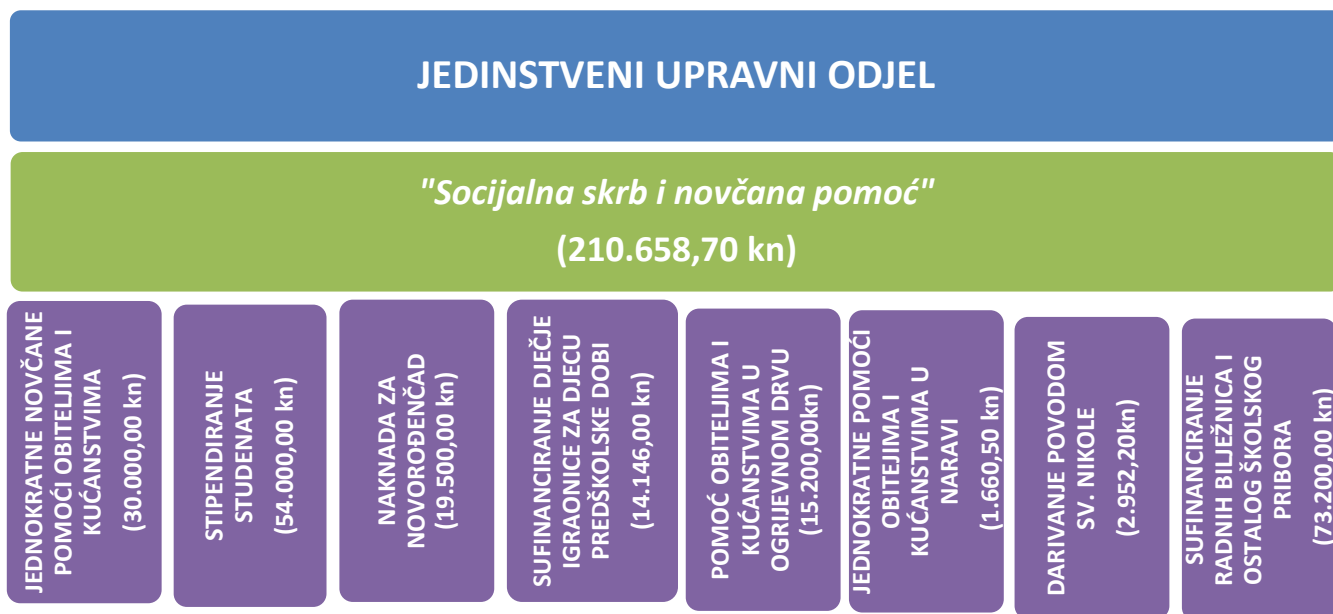 JEDINSTVENI UPRAVNI ODJEL
"Socijalna skrb i novčana pomoć"
(210.658,70 kn)
JEDNOKRATNE NOVČANE
POMOĆI OBITELJIMA I
KUĆANSTVIMA
(30.000,00 kn)
STIPENDIRANJE
STUDENATA
(54.000,00 kn)
NAKNADA ZA
NOVOROĐENČAD
(19.500,00 kn)
SUFINANCIRANJE DJEČJE
IGRAONICE ZA DJECU
PREDŠKOLSKE DOBI
(14.146,00 kn)
POMOĆ OBITELJIMA I
KUĆANSTVIMA U
OGRIJEVNOM DRVU
(15.200,00kn)
JEDNOKRATNE POMOĆI
OBITEJIMA I
KUĆANSTVIMA U
NARAVI
(1.660,50 kn)
DARIVANJE POVODOM
SV. NIKOLE
(2.952,20kn)
SUFINANCIRANJE
RADNIH BILJEŽNICA I
OSTALOG ŠKOLSKOG
PRIBORA
(73.200,00 kn)